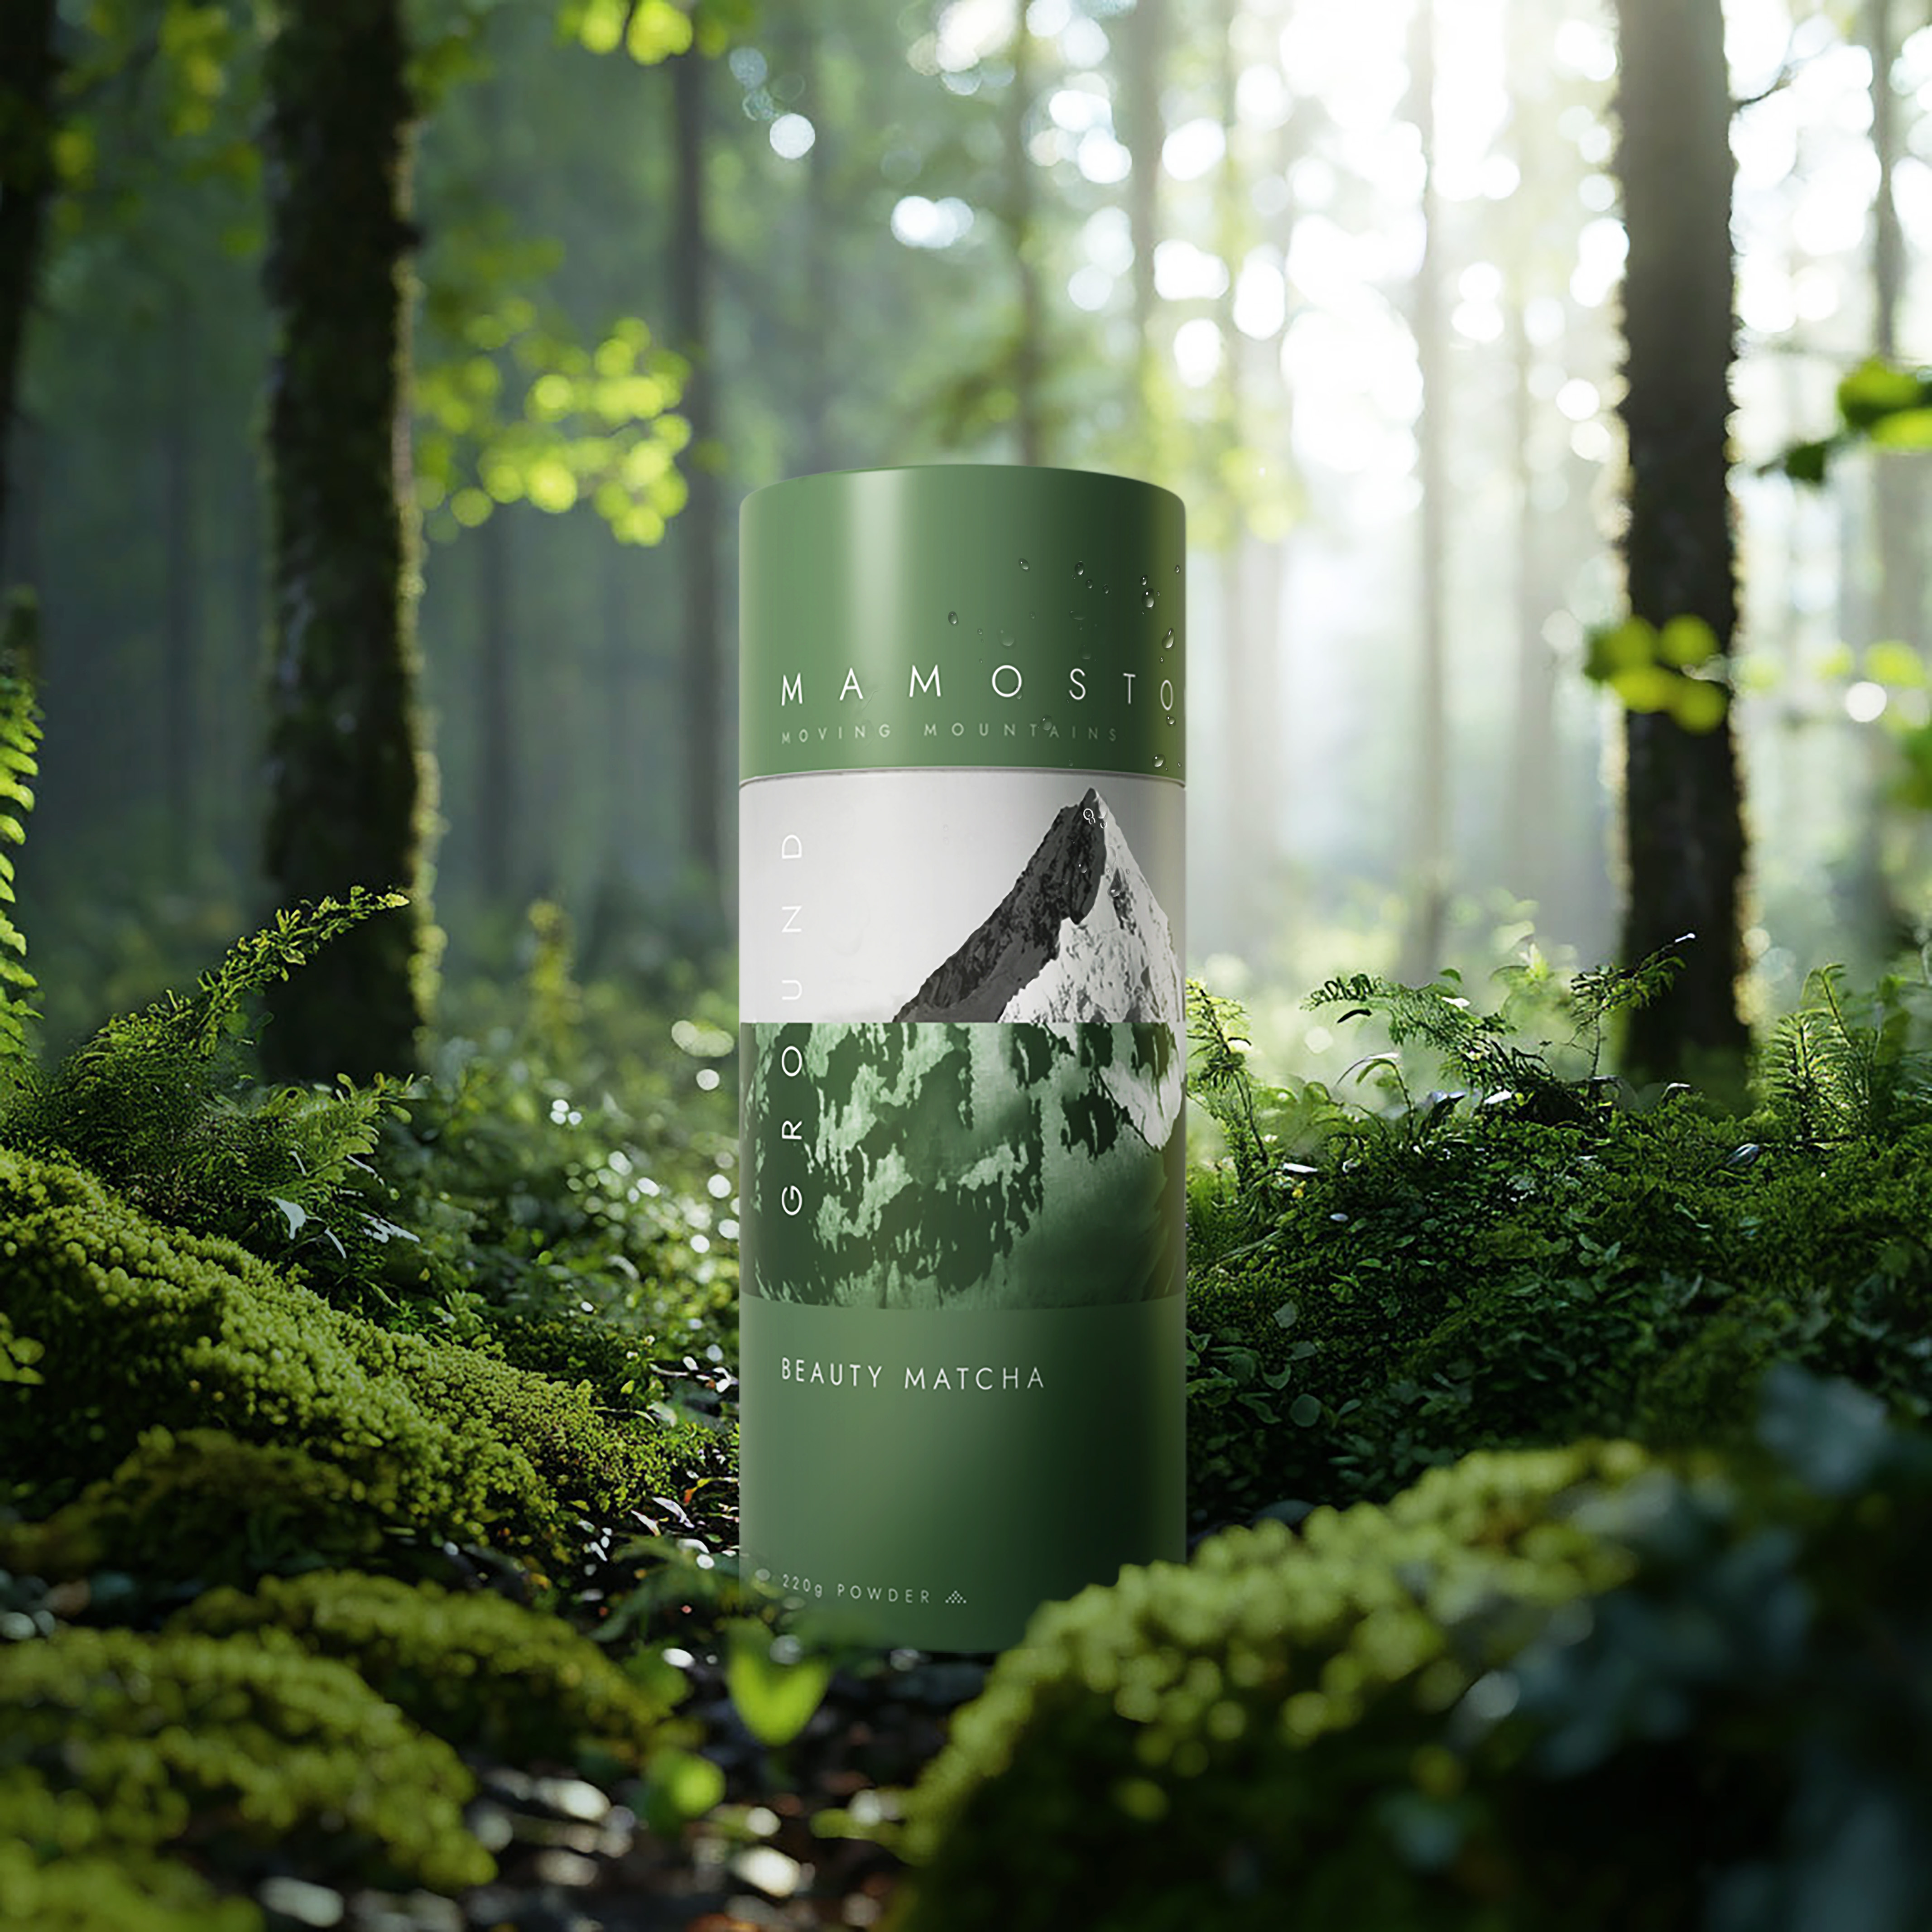 MAMOSTO
MOVING MOUNTAINS
GROUND
BEAUTY MATCHA
220g POWDER